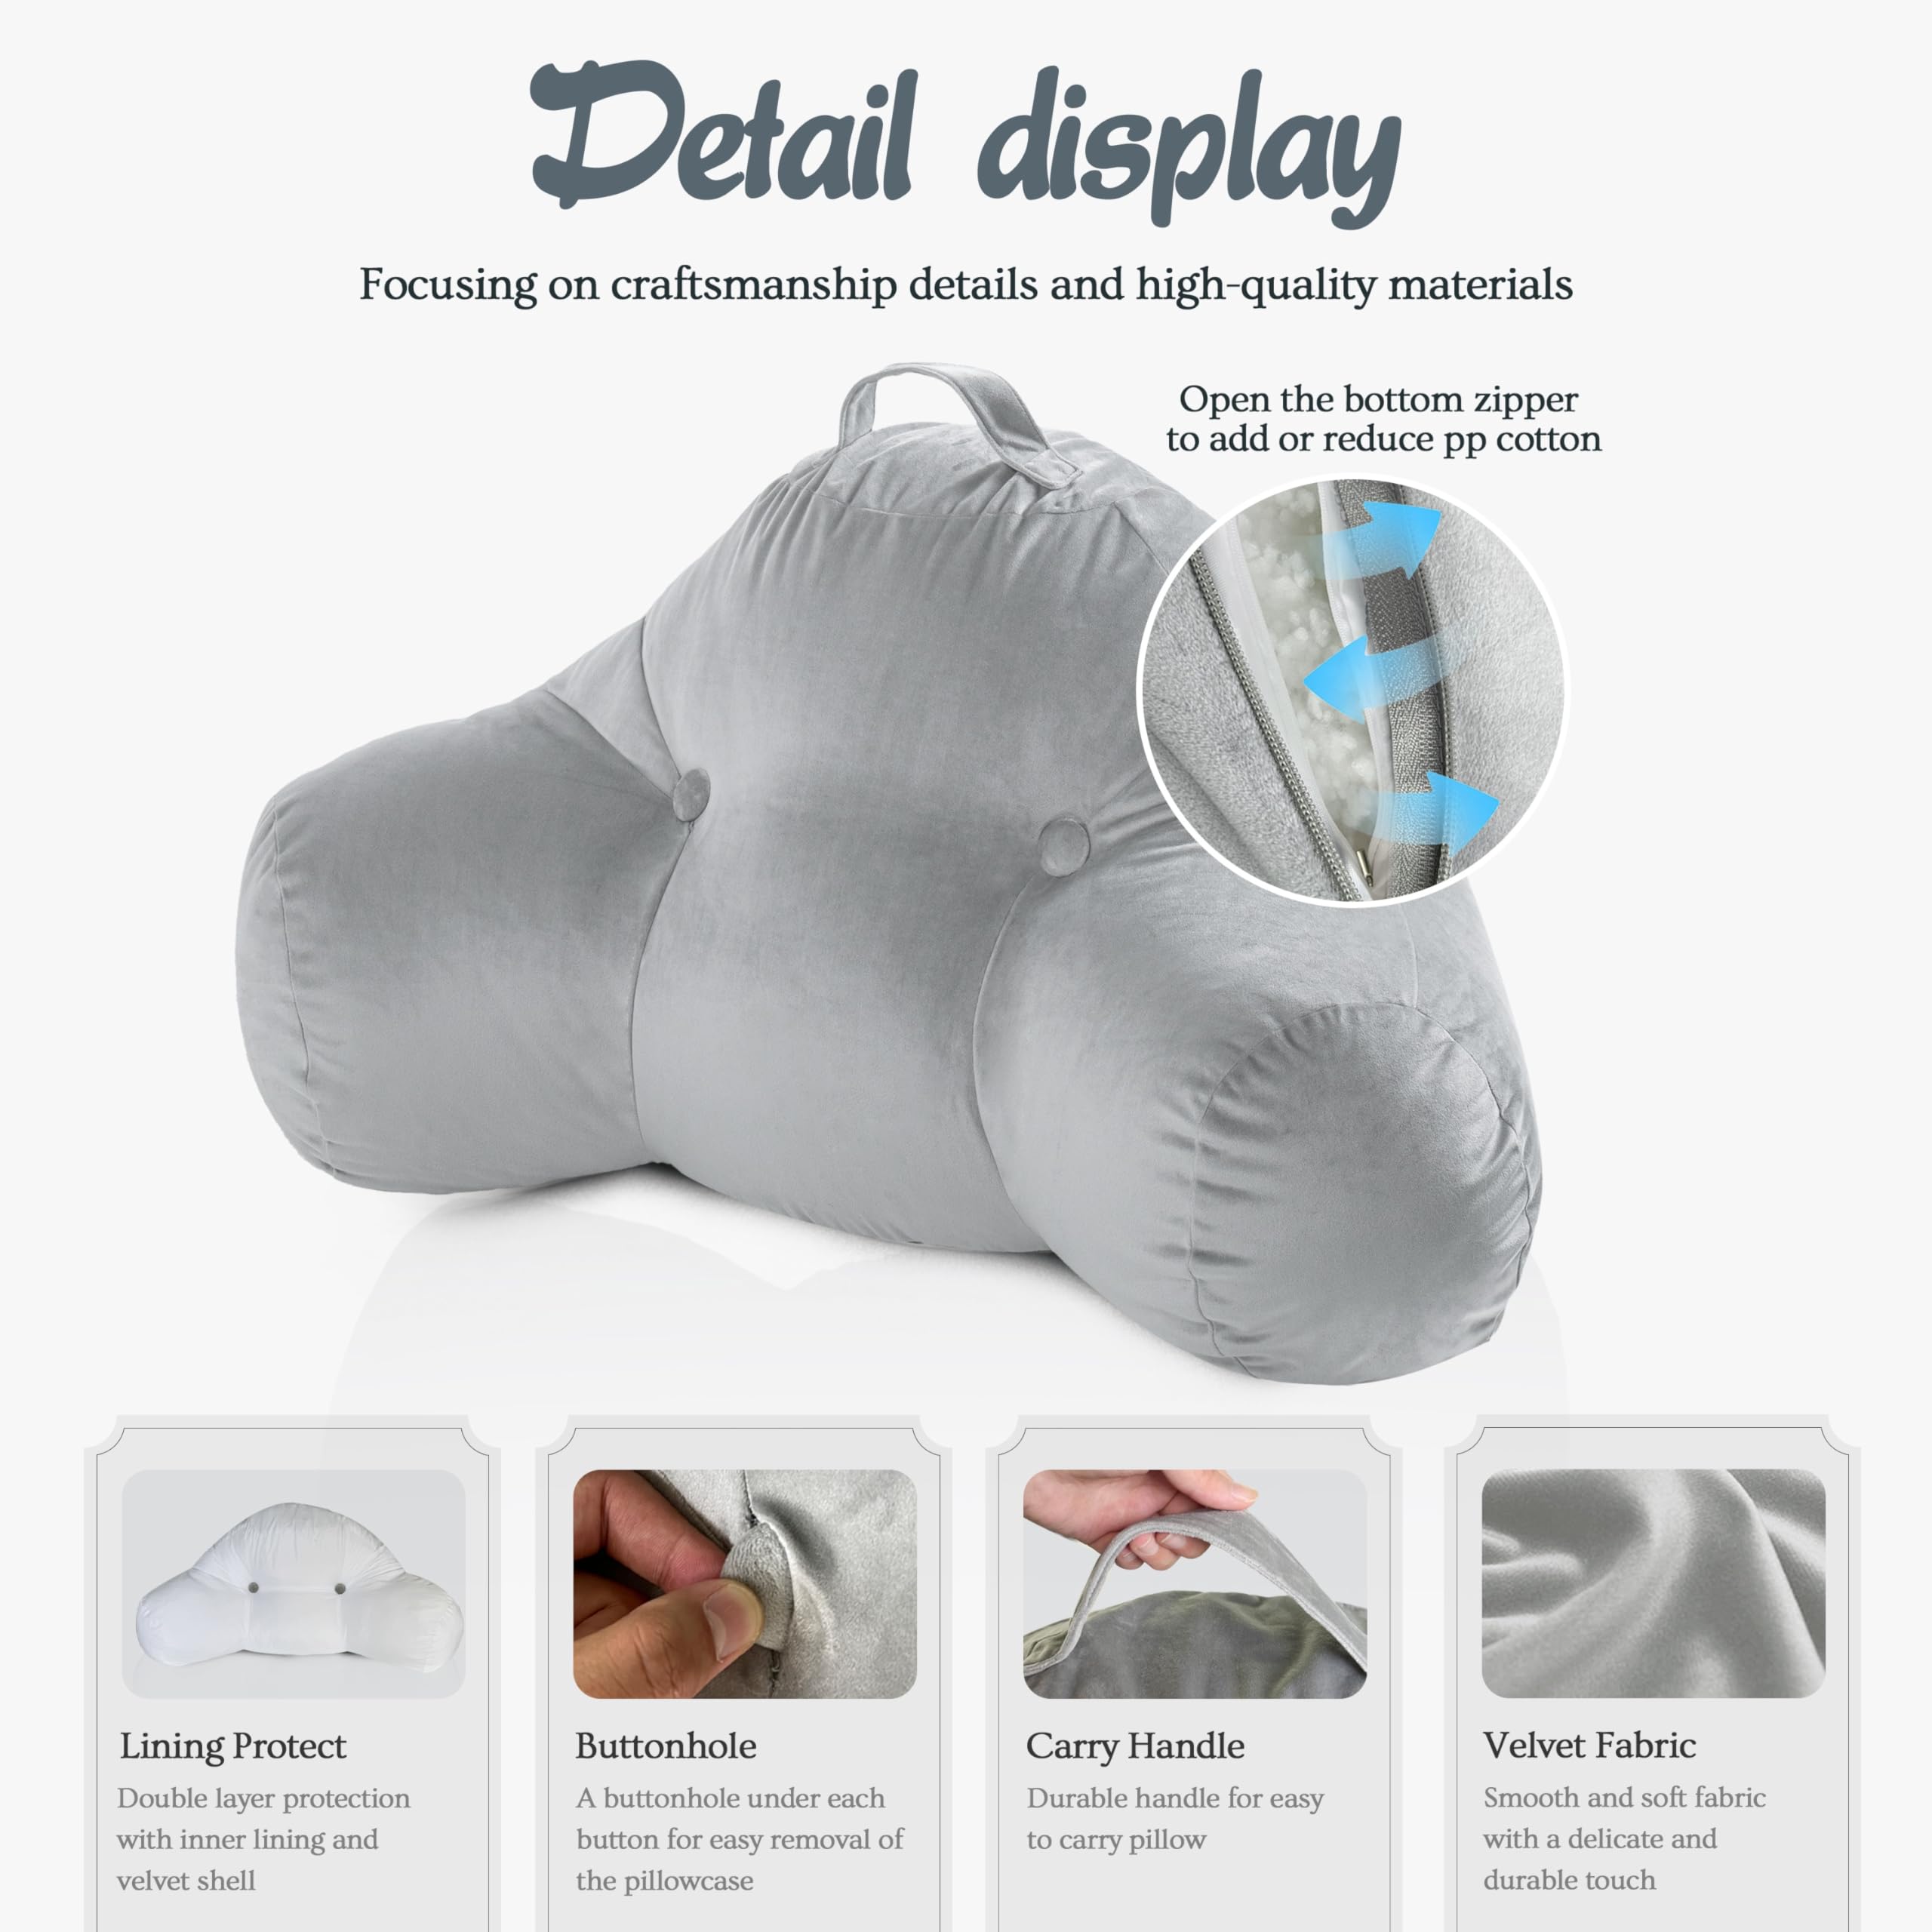 Detail display
Focusing on craftsmanship details and high-quality materials
Open the bottom zipper
to add or reduce pp cotton
Lining Protect
Double layer protection
with inner lining and
velvet shell
Buttonhole
A buttonhole under each
button for easy removal of
the pillowcase
Carry Handle
Durable handle for easy
to carry pillow
Velvet Fabric
Smooth and soft fabric
with a delicate and
durable touch